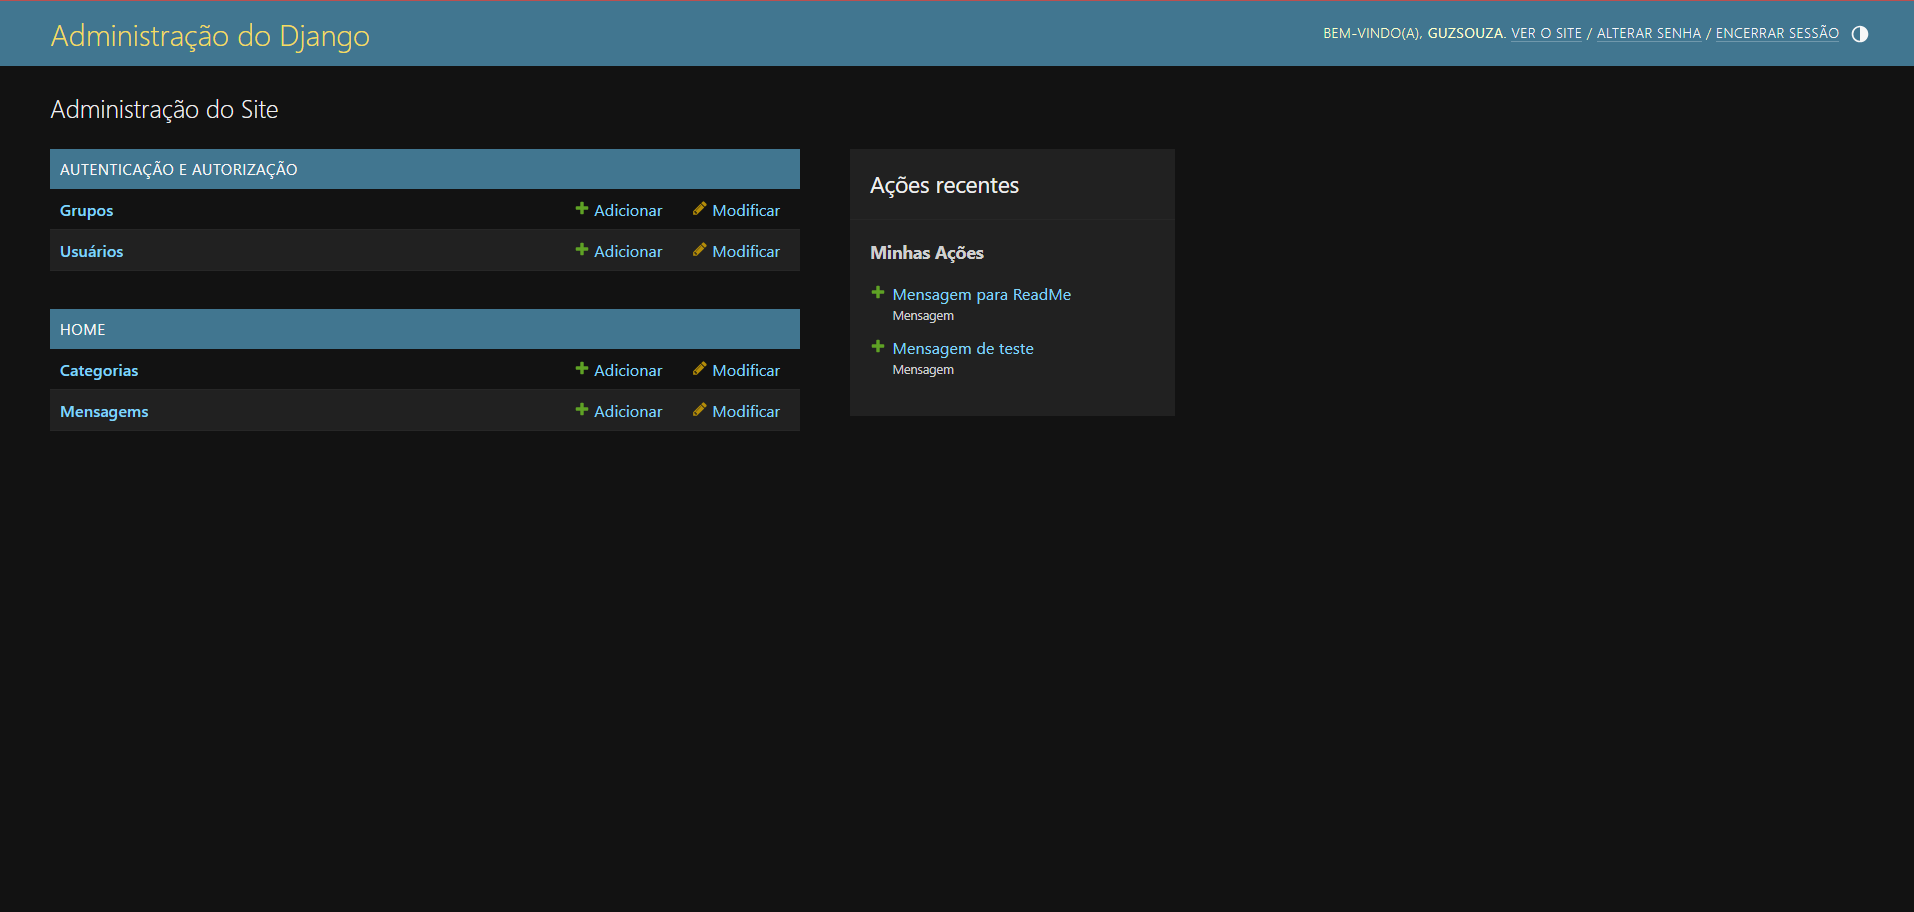 Administração do Django
BEM-VINDO(A), GUZSOUZA. VER O SITE / ALTERAR SENHA / ENCERRAR SESSÃO
Administração do Site
AUTENTICAÇÃO E AUTORIZAÇÃO
Grupos Adicionar Modificar
Usuários Adicionar Modificar
HOME
Categorias Adicionar Modificar
Mensagems Adicionar Modificar
Ações recentes
Minhas Ações
Mensagem para ReadMe
Mensagem
Mensagem de teste
Mensagem